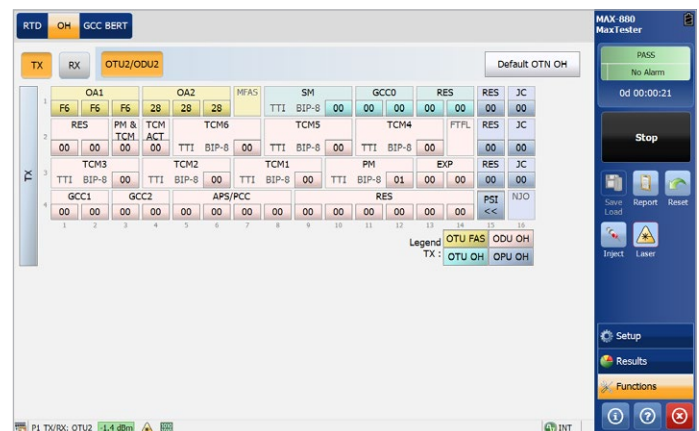 RTD OH GCC BERT
MAX-880
MaxTester
TX RX OTU2/ODU2 Default OTN OH
PASS
No Alarm
0d 00:00:21
OA1 OA2 MFAS SM GCC0 RES RES JC
1 F6 F6 F6 28 28 28 TTI BIP-8 00 00 00 00 00 00 00
RES PM & TCM TCM ACT TCM6 TCM5 TCM4 FTFL RES JC
2 00 00 00 00 TTI BIP-8 00 TTI BIP-8 00 TTI BIP-8 00 00 00
Stop
TX
TCM3 TCM2 TCM1 PM EXP RES JC
3 TTI BIP-8 00 TTI BIP-8 00 TTI BIP-8 00 TTI BIP-8 01 00 00 00 00
GCC1 GCC2 APS/PCC RES PSI NJO
4 00 00 00 00 00 00 00 00 00 00 00 00 00 00 <<
1 2 3 4 5 6 7 8 9 10 11 12 13 14 15 16
Save Load Report Reset
Legend TX : OTU FAS ODU OH
OTU OH OPU OH
Inject Laser
Setup
Results
Functions
P1 TX/RX: OTU2 -1.4 dBm INT